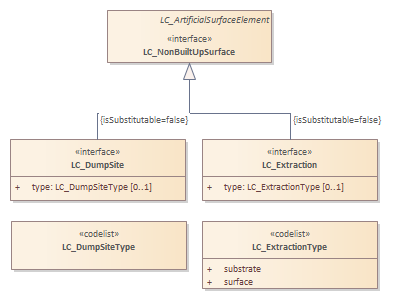 LC_ArtificialSurfaceElement
«interface»
LC_NonBuiltUpSurface
{isSubstitutable=false}
{isSubstitutable=false}
«interface»
LC_DumpSite
+ type: LC_DumpSiteType [0..1]
«interface»
LC_Extraction
+ type: LC_ExtractionType [0..1]
«codelist»
LC_DumpSiteType
«codelist»
LC_ExtractionType
+ substrate
+ surface